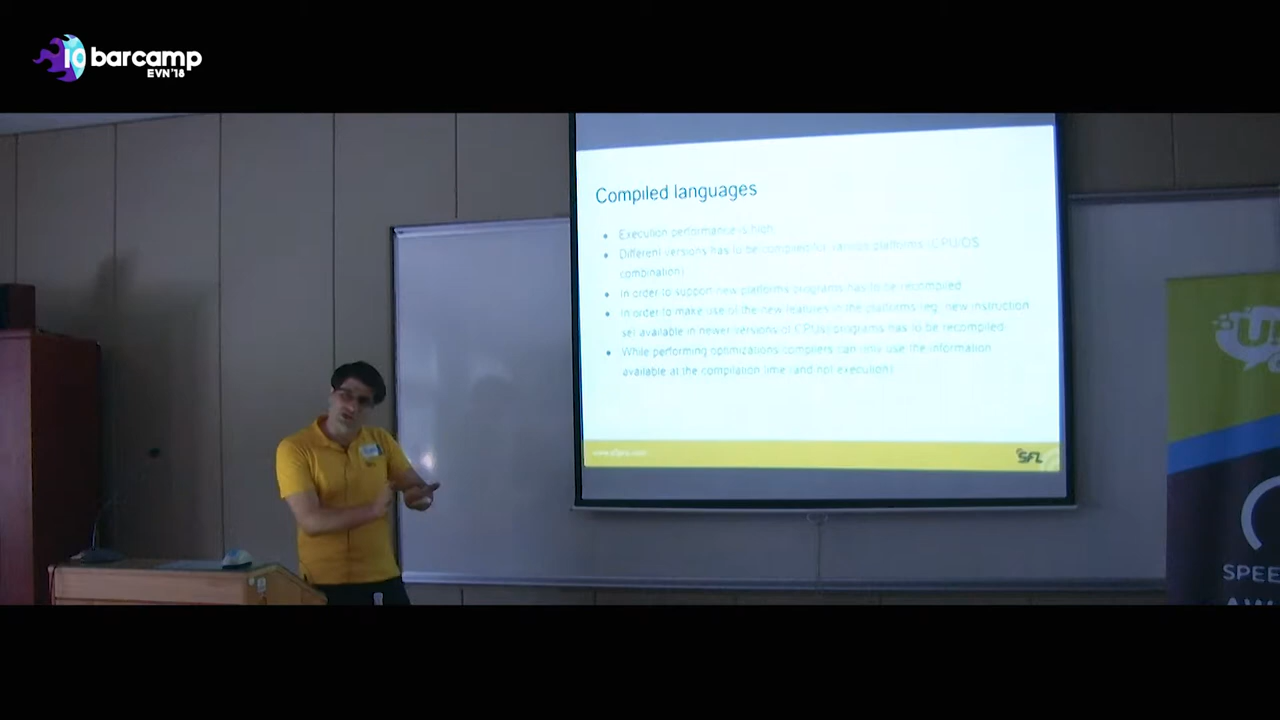 10 barcamp
EVN'18
Compiled languages
Execution performance is high
Different versions has to be compiled for various platforms (CPU/OS
combination)
In order to support new platforms programs has to be recompiled
In order to make use of the new features in the platforms (eg. new instruction
set available in newer versions of CPUs) programs has to be recompiled
While performing optimizations compilers can only use the information
available at the compilation time (and not execution)
SFL
SPEE